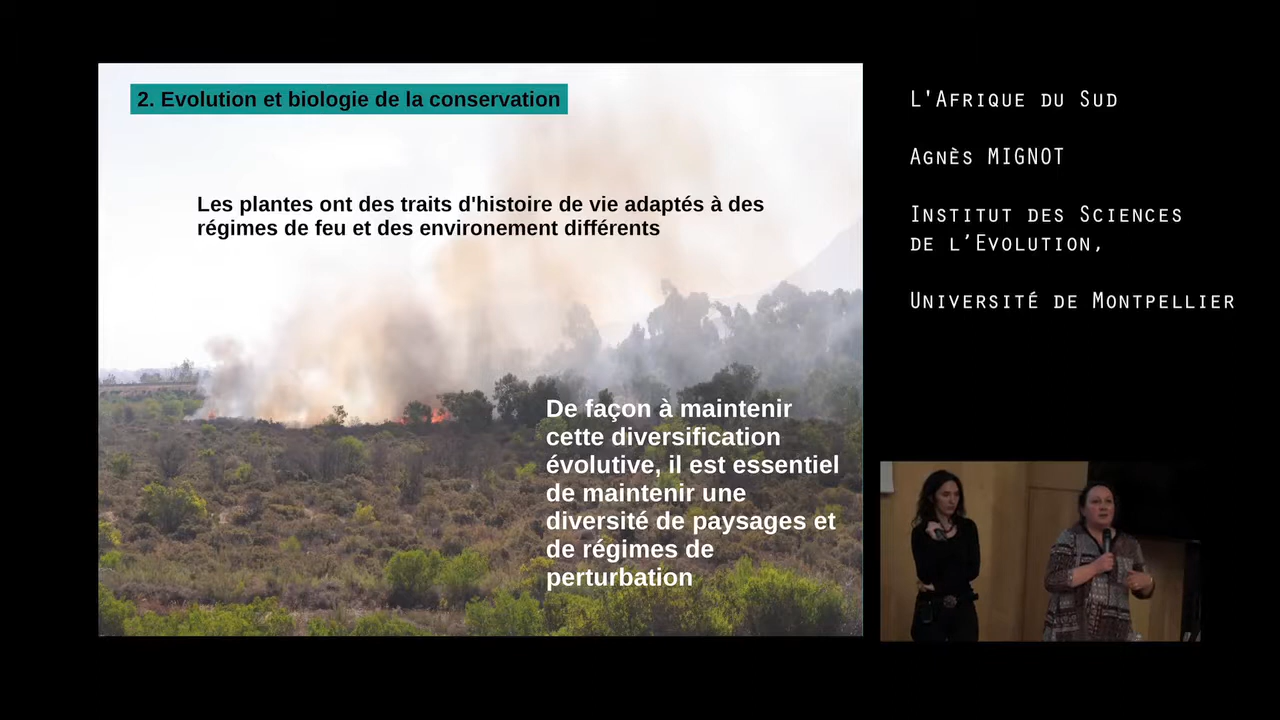 2. Evolution et biologie de la conservation
Les plantes ont des traits d'histoire de vie adaptés à des
régimes de feu et des environement différents
De façon à maintenir
cette diversification
évolutive, il est essentiel
de maintenir une
diversité de paysages et
de régimes de
perturbation
L'Afrique du Sud
Agnès MIGNOT
Institut des Sciences
de l'Evolution,
Université de Montpellier